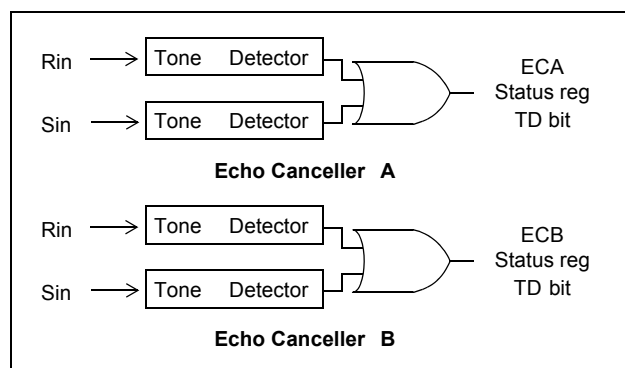 Rin
Tone Detector
Sin
Tone Detector
ECA
Status reg
TD bit
Echo Canceller A
Rin
Tone Detector
Sin
Tone Detector
ECB
Status reg
TD bit
Echo Canceller B